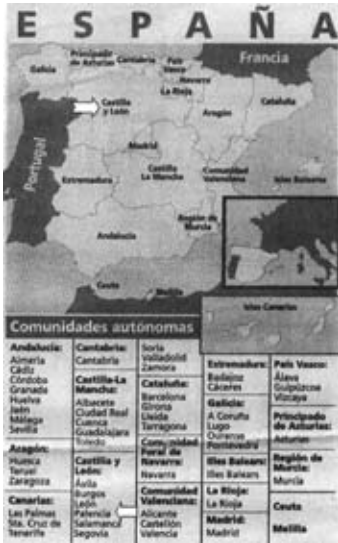 ESPAÑA
Galicia
Principado de Asturias
Cantabria
País Vasco
Navarra
Francia
La Rioja
Castilla y León
Aragón
Cataluña
Portugal
Madrid
Extremadura
Castilla La Mancha
Comunidad Valenciana
Islas Baleares
Andalucía
Región de Murcia
Ceuta
Melilla
Islas Canarias
Comunidades autónomas
Andalucía:
Almería
Cádiz
Córdoba
Granada
Huelva
Jaén
Málaga
Sevilla
Aragón:
Huesca
Teruel
Zaragoza
Canarias:
Las Palmas
Sta. Cruz de
Tenerife
Cantabria:
Cantabria
Castilla-La
Mancha:
Albacete
Ciudad Real
Cuenca
Guadalajara
Toledo
Castilla y
León:
Ávila
Burgos
León
Palencia
Salamanca
Segovia
Soria
Valladolid
Zamora
Cataluña:
Barcelona
Girona
Lleida
Tarragona
Comunidad
Foral de
Navarra:
Navarra
Comunidad
Valenciana:
Alicante
Castellón
Valencia
Extremadura:
Badajoz
Cáceres
Galicia:
A Coruña
Lugo
Ourense
Pontevedra
Illes Balears:
Illes Balears
La Rioja:
La Rioja
Madrid:
Madrid
País Vasco:
Álava
Guipúzcoa
Vizcaya
Principado
de Asturias:
Asturias
Región de
Murcia:
Murcia
Ceuta
Melilla